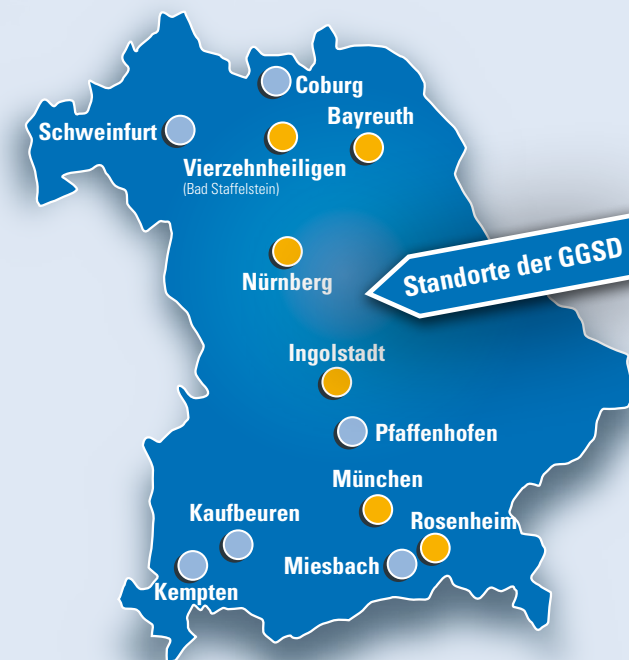 Coburg
Bayreuth
Schweinfurt
Vierzehnheiligen
(Bad Staffelstein)
Nürnberg
Standorte der GGSD
Ingolstadt
Pfaffenhofen
München
Kaufbeuren
Rosenheim
Miesbach
Kempten